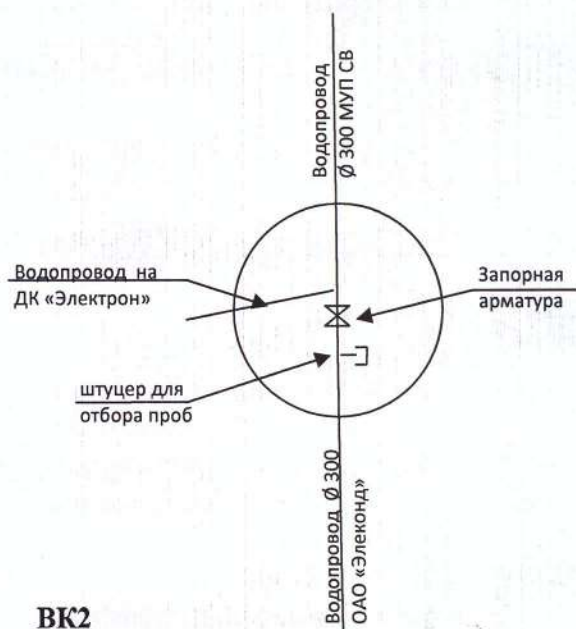 Водопровод
Ø 300 МУП СВ
Водопровод на
ДК «Электрон»
Запорная
арматура
штуцер для
отбора проб
Водопровод Ø 300
ОАО «Элеконд»
ВК2